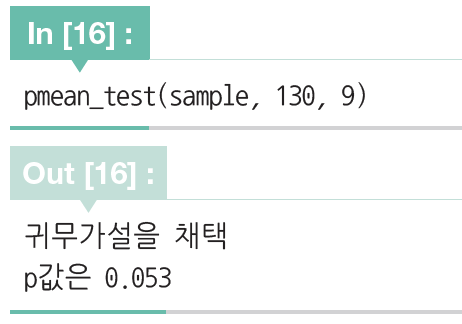 In [16] :
pmean_test(sample, 130, 9)
Out [16] :
귀무가설을 채택
p값은 0.053